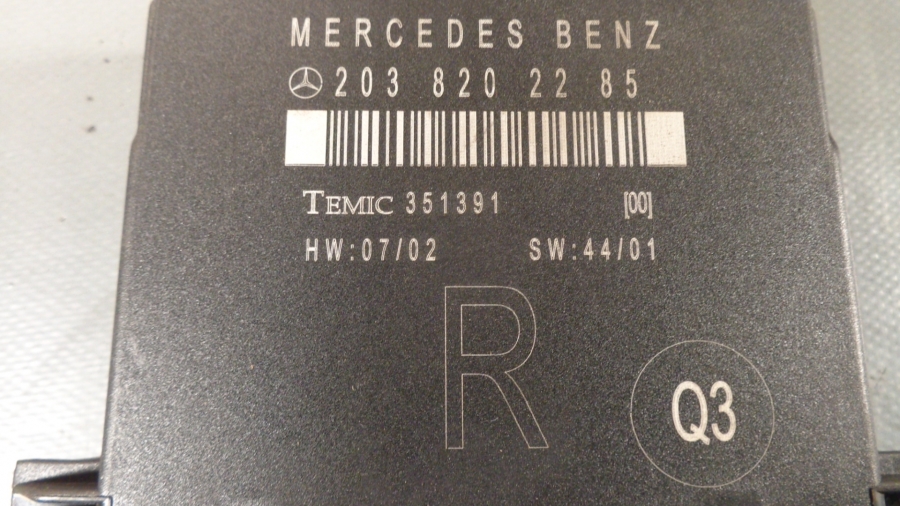 MERCEDES BENZ
203 820 22 85
TEMIC 351391 [00]
HW:07/02 SW:44/01
R
Q3